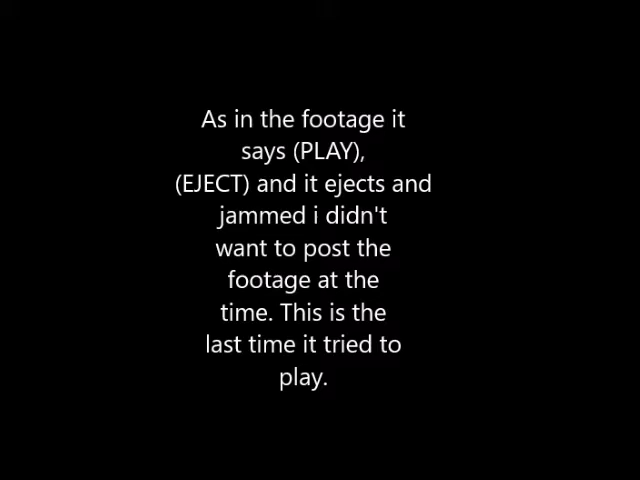 As in the footage it
says (PLAY),
(EJECT) and it ejects and
jammed i didn't
want to post the
footage at the
time. This is the
last time it tried to
play.